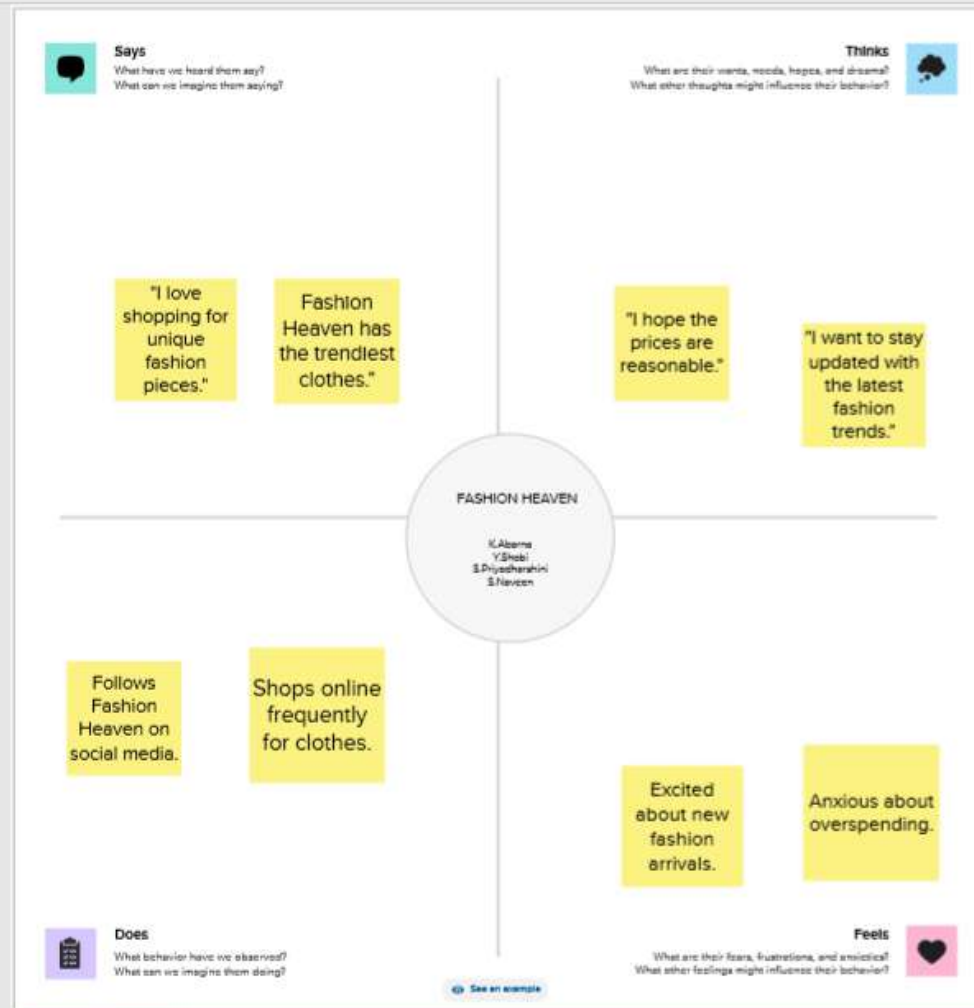 Says
What have we heard them say?
What can we imagine them saying?
Thinks
What are their wants, needs, hopes, and dreams?
What other thoughts might influence their behavior?
"I love
shopping for
unique
fashion
pieces."
Fashion
Heaven has
the trendiest
clothes."
"I hope the
prices are
reasonable."
"I want to stay
updated with
the latest
fashion
trends."
FASHION HEAVEN
K.Abarna
Y.Shobi
S.Priyadharshini
S.Naveen
Follows
Fashion
Heaven on
social media.
Shops online
frequently
for clothes.
Excited
about new
fashion
arrivals.
Anxious about
overspending.
Does
What behavior have we observed?
What can we imagine them doing?
Feels
What are their fears, frustrations, and anxieties?
What other feelings might influence their behavior?
See an example